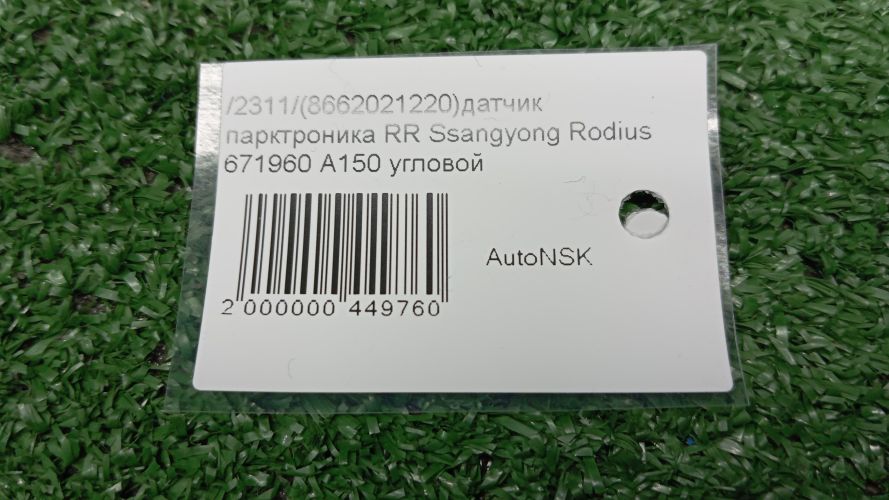 /2311/(8662021220)датчик
парктроника RR Ssangyong Rodius
671960 A150 угловой
AutoNSK
2 000000 449760